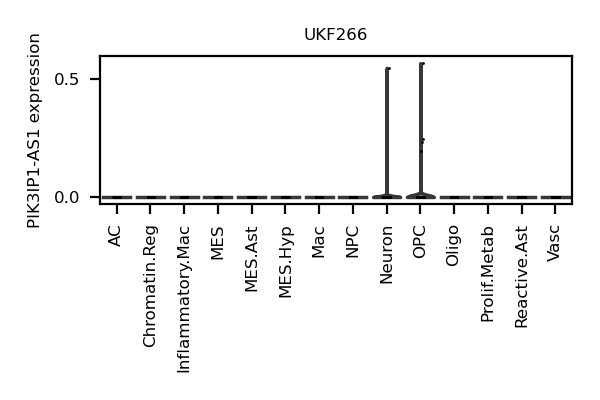 UKF266
PIK3IP1-AS1 expression
0.5
0.0
AC
Chromatin.Reg
Inflammatory.Mac
MES
MES.Ast
MES.Hyp
Mac
NPC
Neuron
OPC
Oligo
Prolif.Metab
Reactive.Ast
Vasc